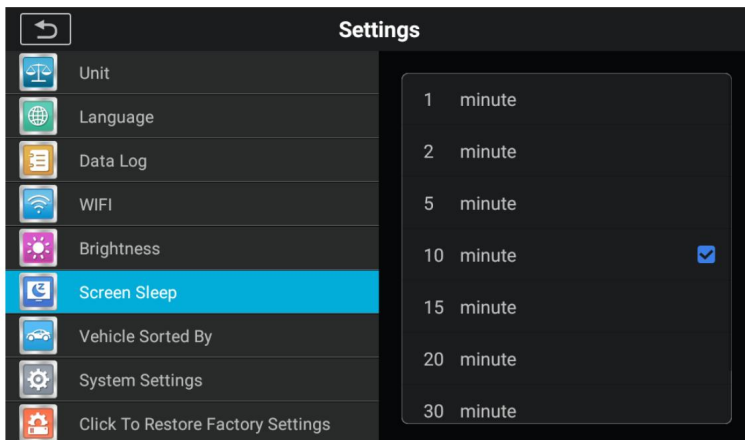 Settings
Unit
Language
Data Log
WIFI
Brightness
Screen Sleep
Vehicle Sorted By
System Settings
Click To Restore Factory Settings
1 minute
2 minute
5 minute
10 minute
15 minute
20 minute
30 minute